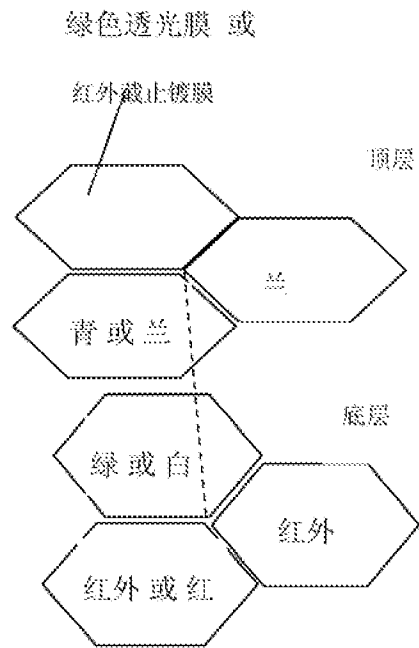 绿色透光膜 或
红外截止镀膜
顶层
兰
青或兰
底层
绿或白
红外
红外或红